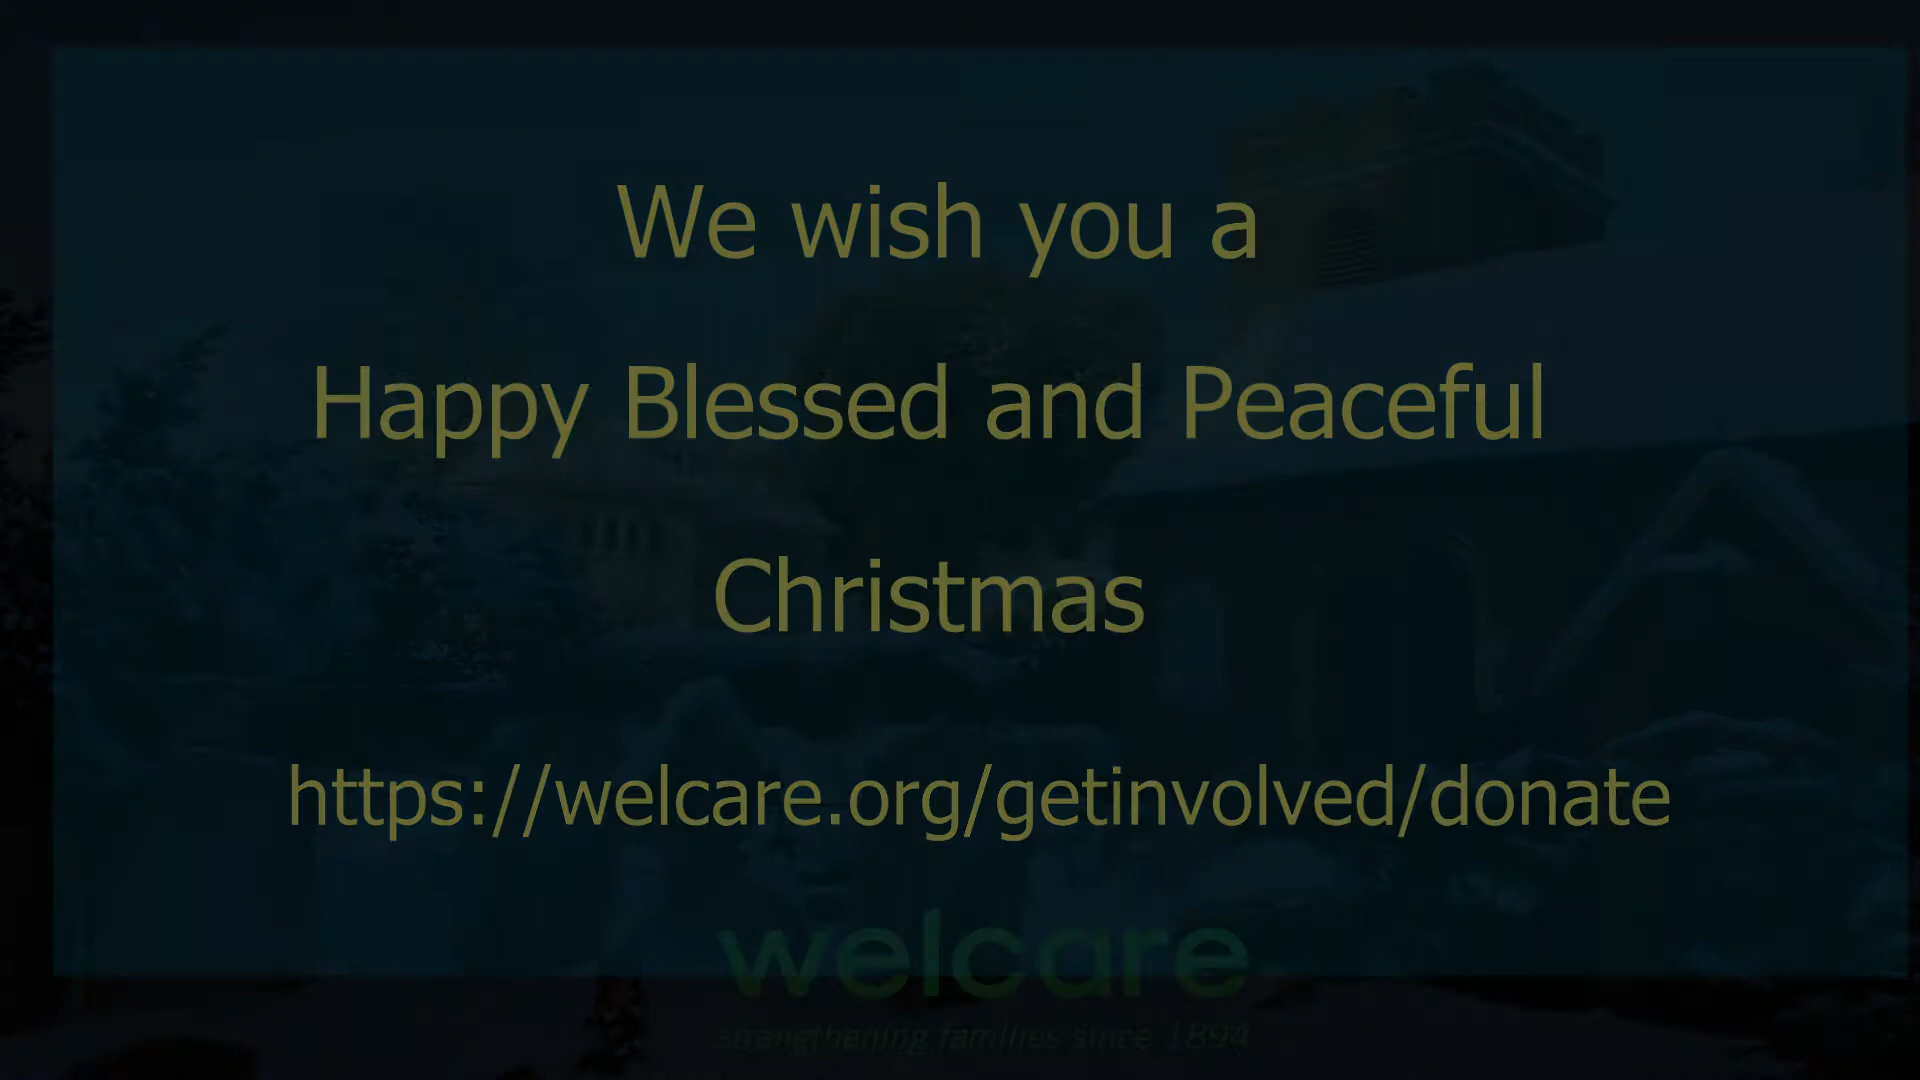 We wish you a
Happy Blessed and Peaceful
Christmas
https://welcare.org/getinvolved/donate
welcare
strengthening families since 1894